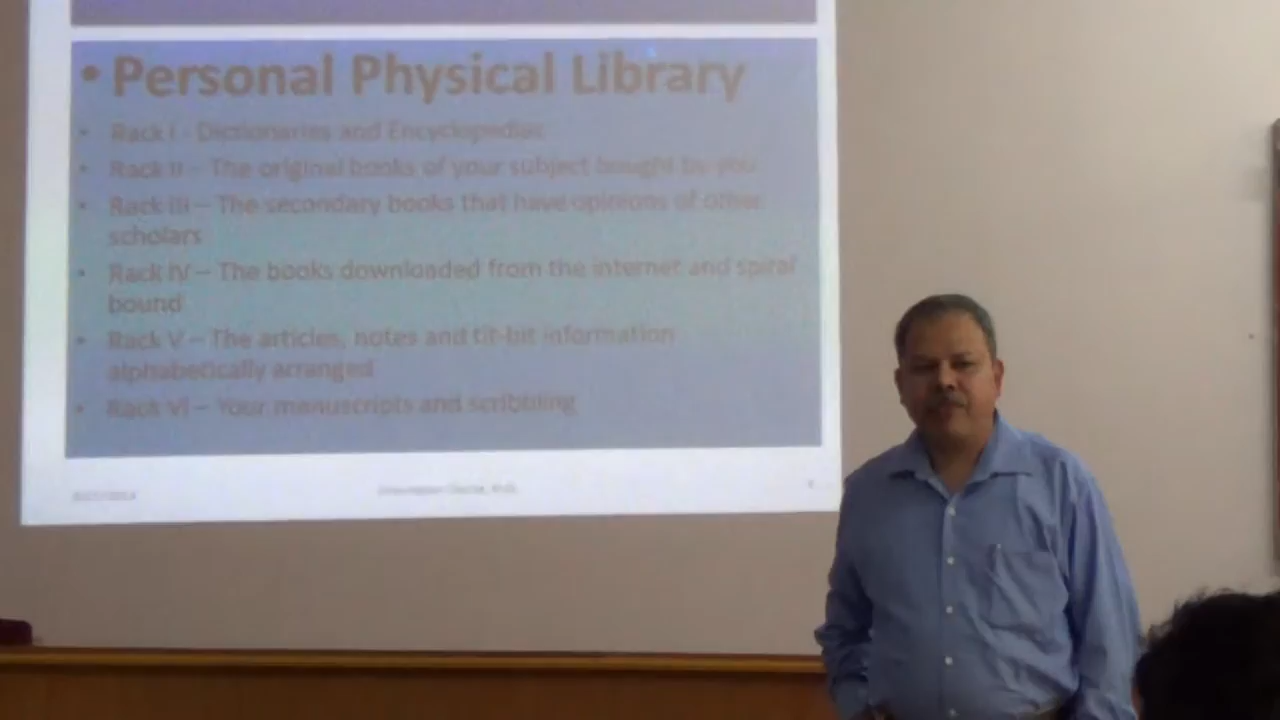 • Personal Physical Library
• Rack I - Dictionaries and Encyclopedias
• Rack II – The original books of your subject bought by you
• Rack III – The secondary books that have opinions of other
scholars
• Rack IV – The books downloaded from the internet and spiral
bound
• Rack V – The articles, notes and tit-bit information
alphabetically arranged
• Rack VI – Your manuscripts and scribbling